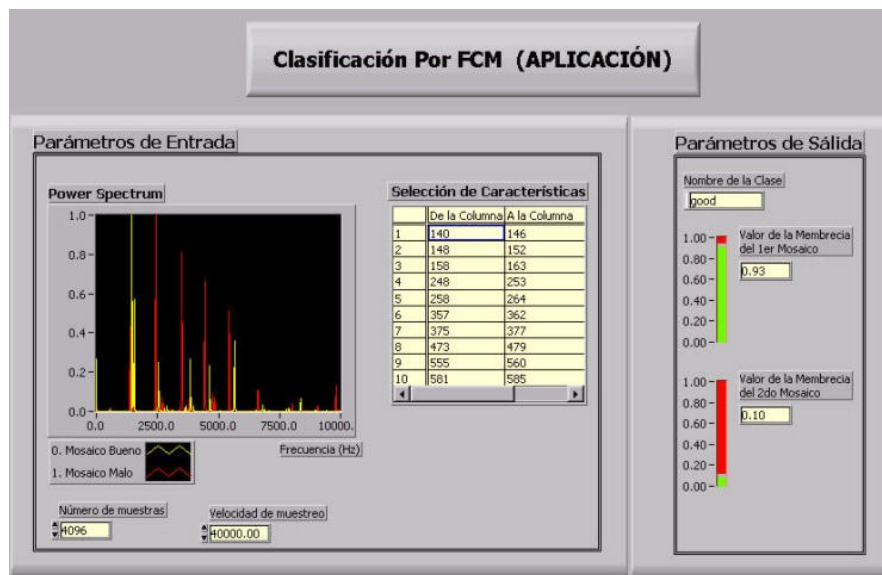 Clasificación Por FCM (APLICACIÓN)
Parámetros de Entrada
Power Spectrum
1.0
0.8
0.6
0.4
0.2
0.0
0.0 2500.0 5000.0 7500.0 10000.
Frecuencia (Hz)
0. Mosaico Bueno
1. Mosaico Malo
Número de muestras
4096
Velocidad de muestreo
40000.00
Selección de Características
De la Columna A la Columna
1 140 146
2 148 152
3 158 163
4 248 253
5 258 264
6 357 362
7 375 377
8 473 479
9 555 560
10 581 585
Parámetros de Sálida
Nombre de la Clase
good
1.00
0.80
0.60
0.40
0.20
0.00
Valor de la Membrecia
del 1er Mosaico
0.93
1.00
0.80
0.60
0.40
0.20
0.00
Valor de la Membrecia
del 2do Mosaico
0.10